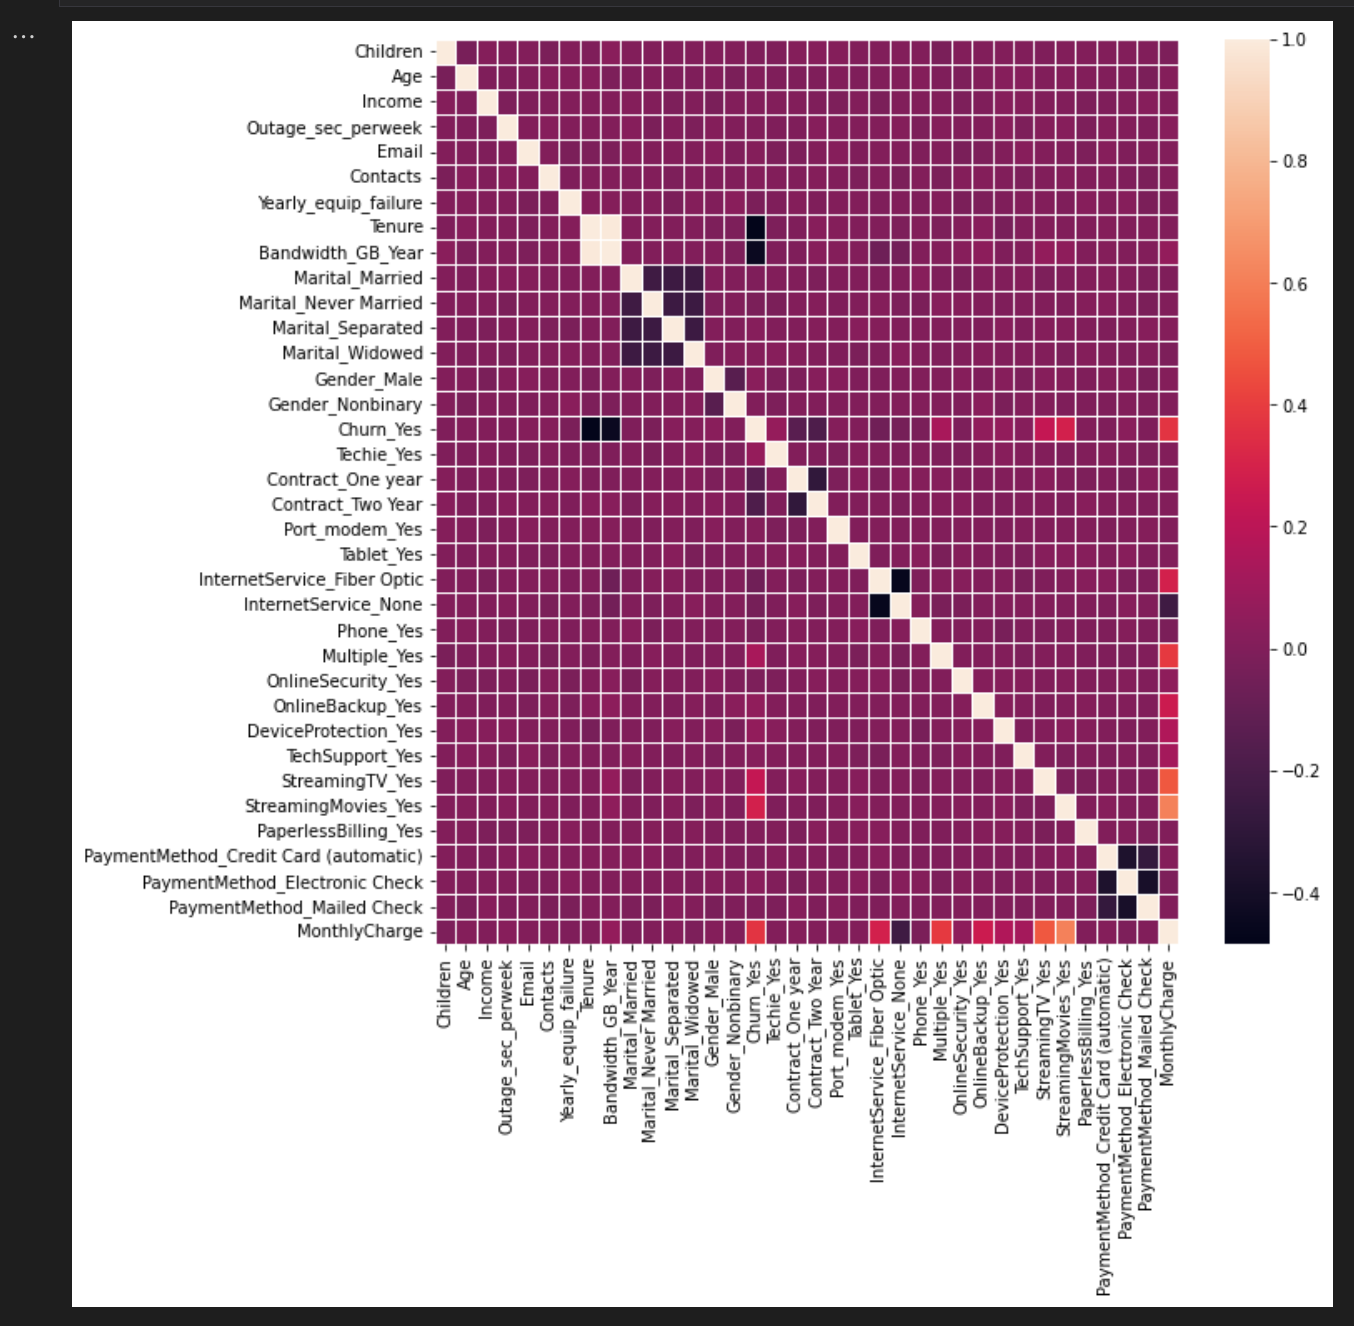 ...
Children
Age
Income
Outage_sec_perweek
Email
Contacts
Yearly_equip_failure
Tenure
Bandwidth_GB_Year
Marital_Married
Marital_Never Married
Marital_Separated
Marital_Widowed
Gender_Male
Gender_Nonbinary
Churn_Yes
Techie_Yes
Contract_One year
Contract_Two Year
Port_modem_Yes
Tablet_Yes
InternetService_Fiber Optic
InternetService_None
Phone_Yes
Multiple_Yes
OnlineSecurity_Yes
OnlineBackup_Yes
DeviceProtection_Yes
TechSupport_Yes
StreamingTV_Yes
StreamingMovies_Yes
PaperlessBilling_Yes
PaymentMethod_Credit Card (automatic)
PaymentMethod_Electronic Check
PaymentMethod_Mailed Check
MonthlyCharge
Children
Age
Income
Outage_sec_perweek
Email
Contacts
Yearly_equip_failure
Tenure
Bandwidth_GB_Year
Marital_Married
Marital_Never Married
Marital_Separated
Marital_Widowed
Gender_Male
Gender_Nonbinary
Churn_Yes
Techie_Yes
Contract_One year
Contract_Two Year
Port_modem_Yes
Tablet_Yes
InternetService_Fiber Optic
InternetService_None
Phone_Yes
Multiple_Yes
OnlineSecurity_Yes
OnlineBackup_Yes
DeviceProtection_Yes
TechSupport_Yes
StreamingTV_Yes
StreamingMovies_Yes
PaperlessBilling_Yes
PaymentMethod_Credit Card (automatic)
PaymentMethod_Electronic Check
PaymentMethod_Mailed Check
MonthlyCharge
1.0
0.8
0.6
0.4
0.2
0.0
−0.2
−0.4